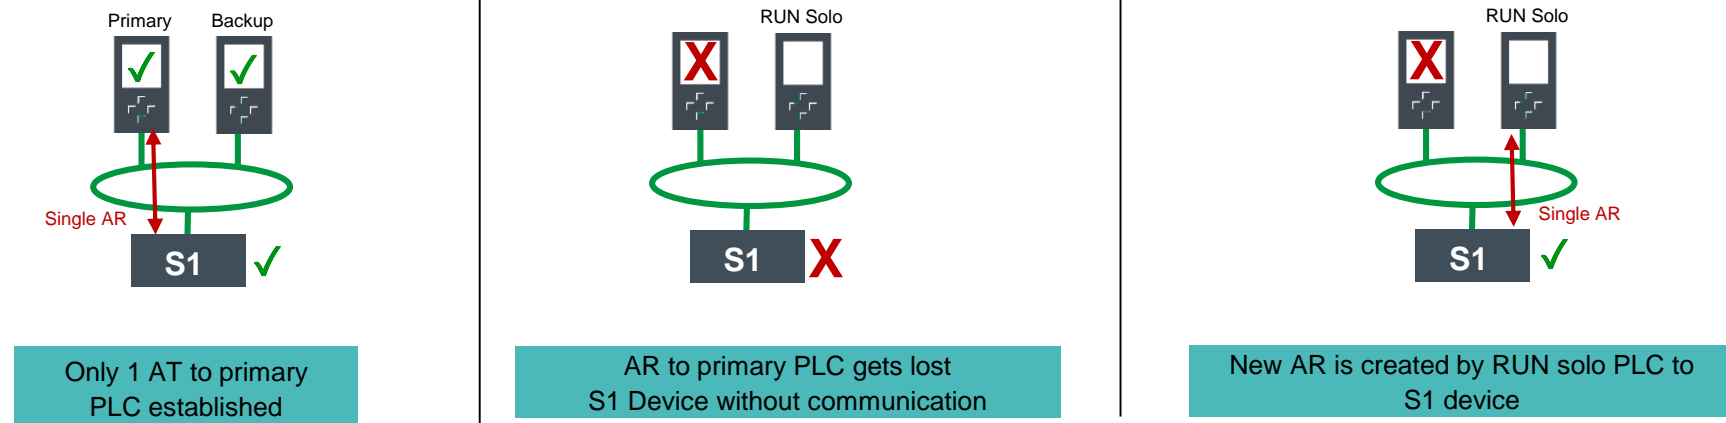 Primary
Backup
Single AR
S1
Only 1 AT to primary
PLC established
RUN Solo
X
S1
X
AR to primary PLC gets lost
S1 Device without communication
RUN Solo
X
Single AR
S1
New AR is created by RUN solo PLC to
S1 device